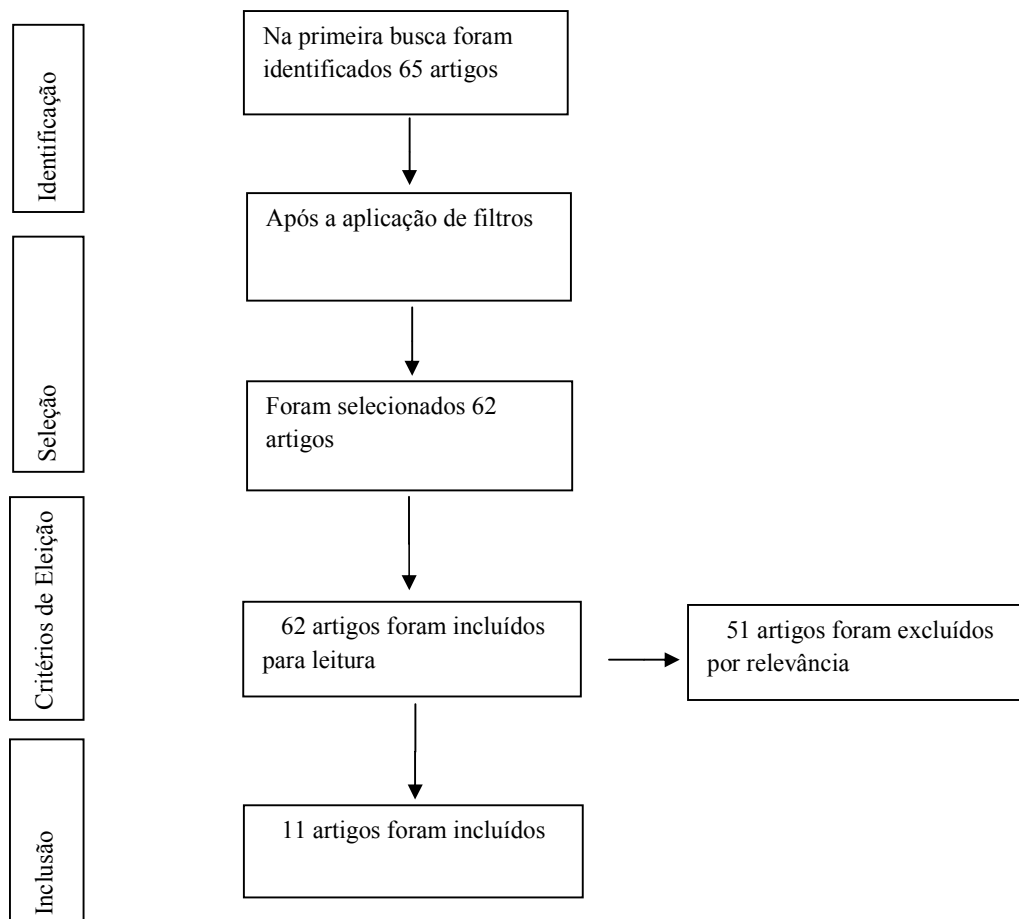 Identificação
Na primeira busca foram
identificados 65 artigos
Após a aplicação de filtros
Seleção
Foram selecionados 62
artigos
Critérios de Eleição
62 artigos foram incluídos
para leitura
51 artigos foram excluídos
por relevância
Inclusão
11 artigos foram incluídos